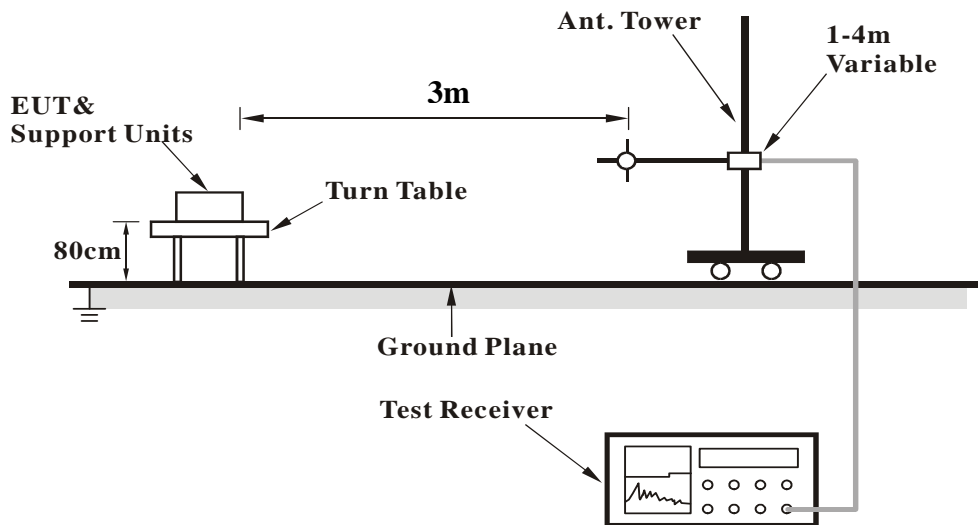 Ant. Tower
1-4m
Variable
3m
EUT&
Support Units
Turn Table
80cm
Ground Plane
Test Receiver